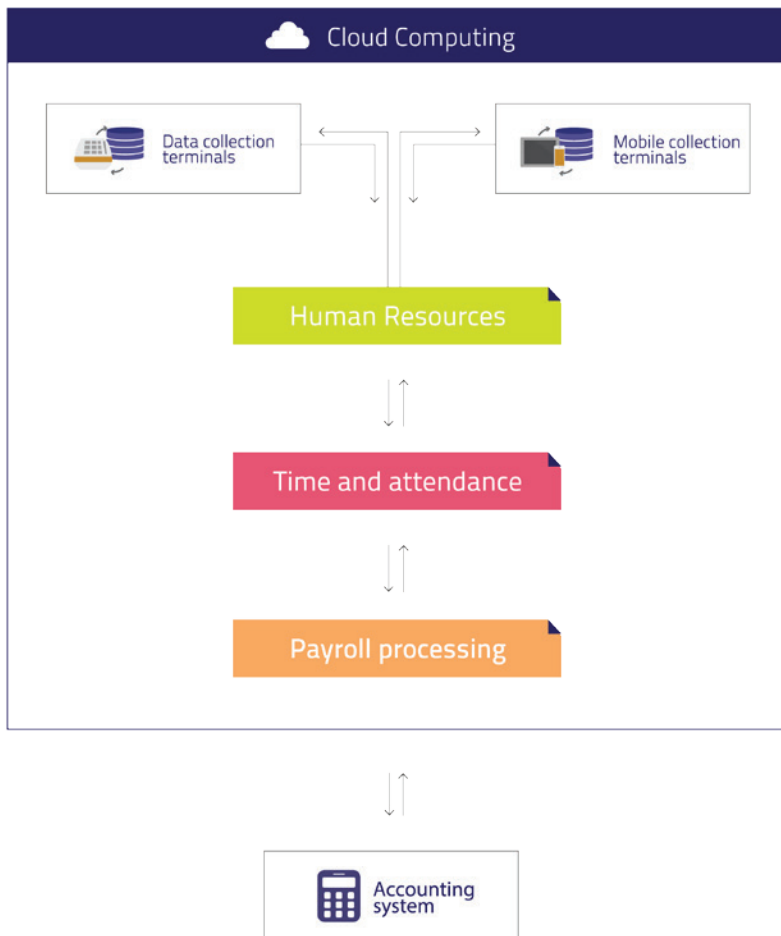 Cloud Computing
Data collection
terminals
Mobile collection
terminals
Human Resources
Time and attendance
Payroll processing
Accounting
system